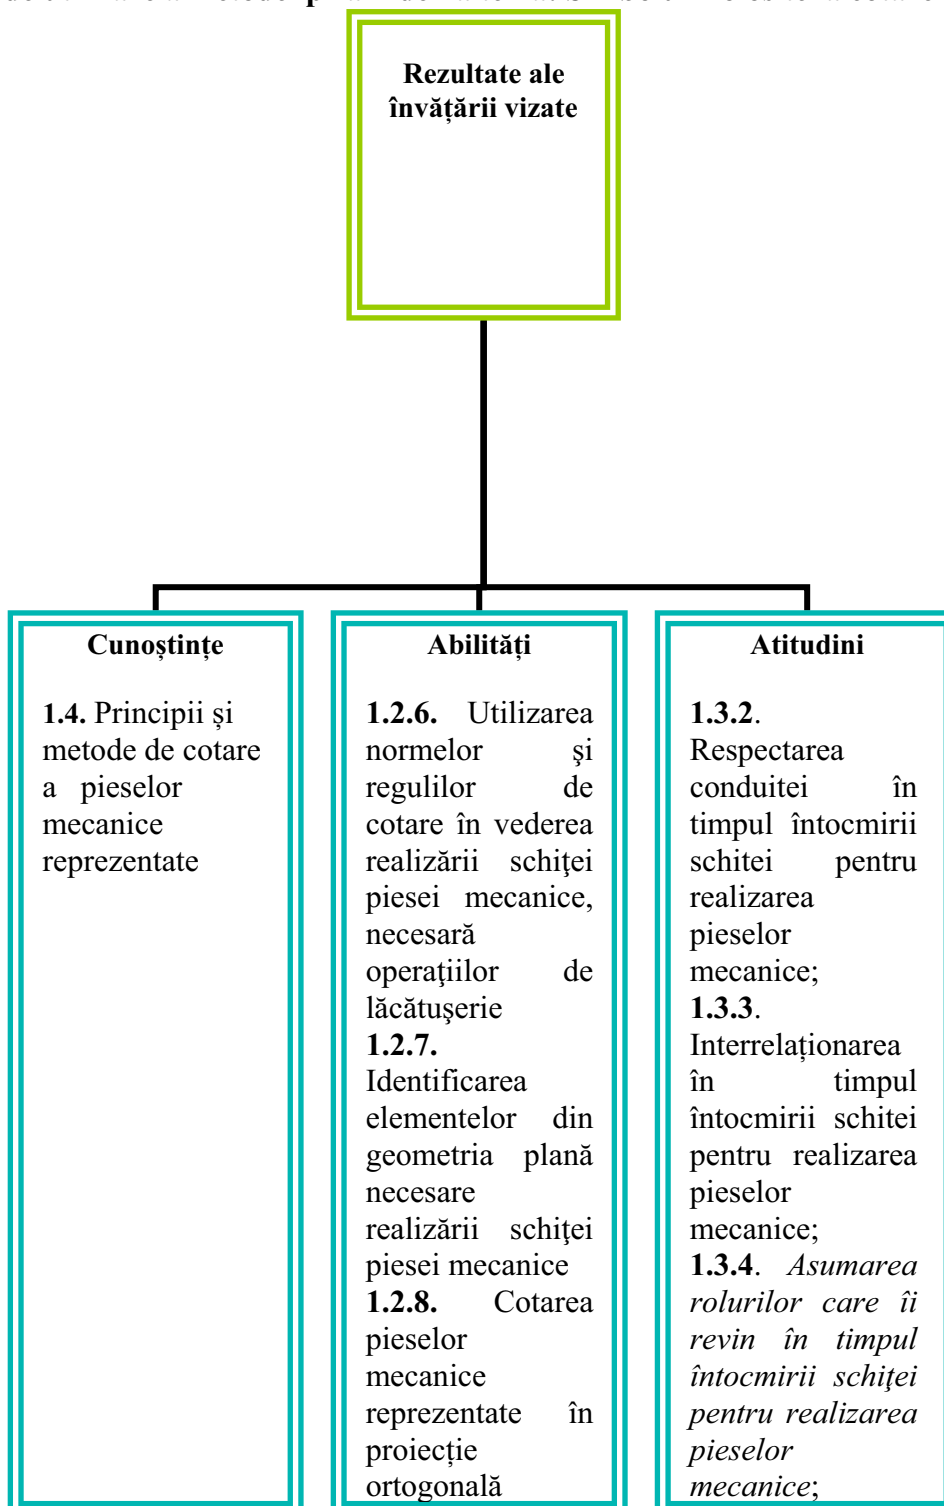 Rezultate ale
învățării vizate
Cunoștințe
1.4. Principii și
metode de cotare
a pieselor
mecanice
reprezentate
Abilități
1.2.6. Utilizarea
normelor şi
regulilor de
cotare în vederea
realizării schiţei
piesei mecanice,
necesară
operaţiilor de
lăcătuşerie
1.2.7.
Identificarea
elementelor din
geometria plană
necesare
realizării schiţei
piesei mecanice
1.2.8. Cotarea
pieselor
mecanice
reprezentate în
proiecție
ortogonală
Atitudini
1.3.2.
Respectarea
conduitei în
timpul întocmirii
schitei pentru
realizarea
pieselor
mecanice;
1.3.3.
Interrelaționarea
în timpul
întocmirii schitei
pentru realizarea
pieselor
mecanice;
1.3.4. Asumarea
rolurilor care îi
revin în timpul
întocmirii schiţei
pentru realizarea
pieselor
mecanice;